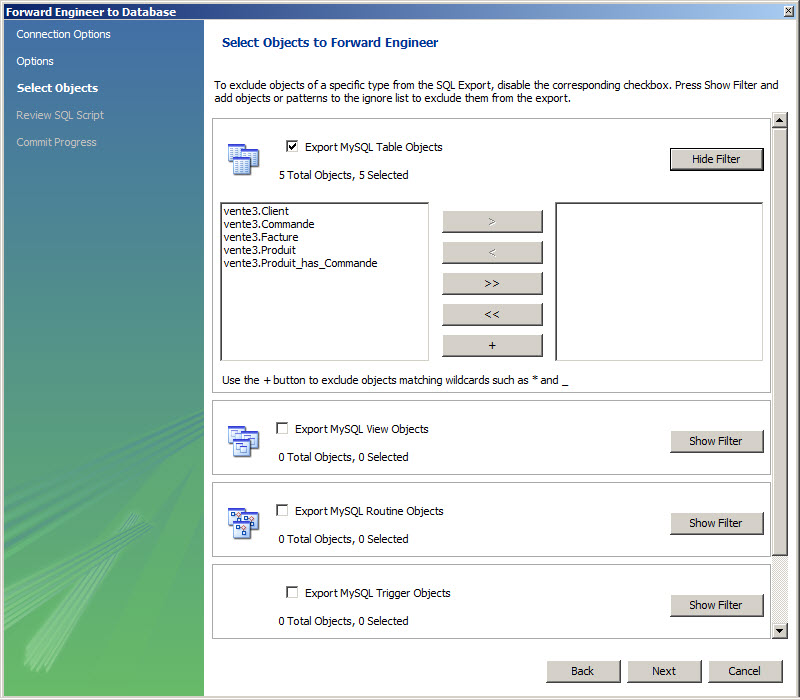 Forward Engineer to Database
Connection Options
Options
Select Objects
Review SQL Script
Commit Progress
Select Objects to Forward Engineer
To exclude objects of a specific type from the SQL Export, disable the corresponding checkbox. Press Show Filter and
add objects or patterns to the ignore list to exclude them from the export.
Export MySQL Table Objects
5 Total Objects, 5 Selected
Hide Filter
vente3.Client
vente3.Commande
vente3.Facture
vente3.Produit
vente3.Produit_has_Commande
>
<
>>
<<
+
Use the + button to exclude objects matching wildcards such as * and _
Export MySQL View Objects
0 Total Objects, 0 Selected
Show Filter
Export MySQL Routine Objects
0 Total Objects, 0 Selected
Show Filter
Export MySQL Trigger Objects
0 Total Objects, 0 Selected
Show Filter
Back
Next
Cancel